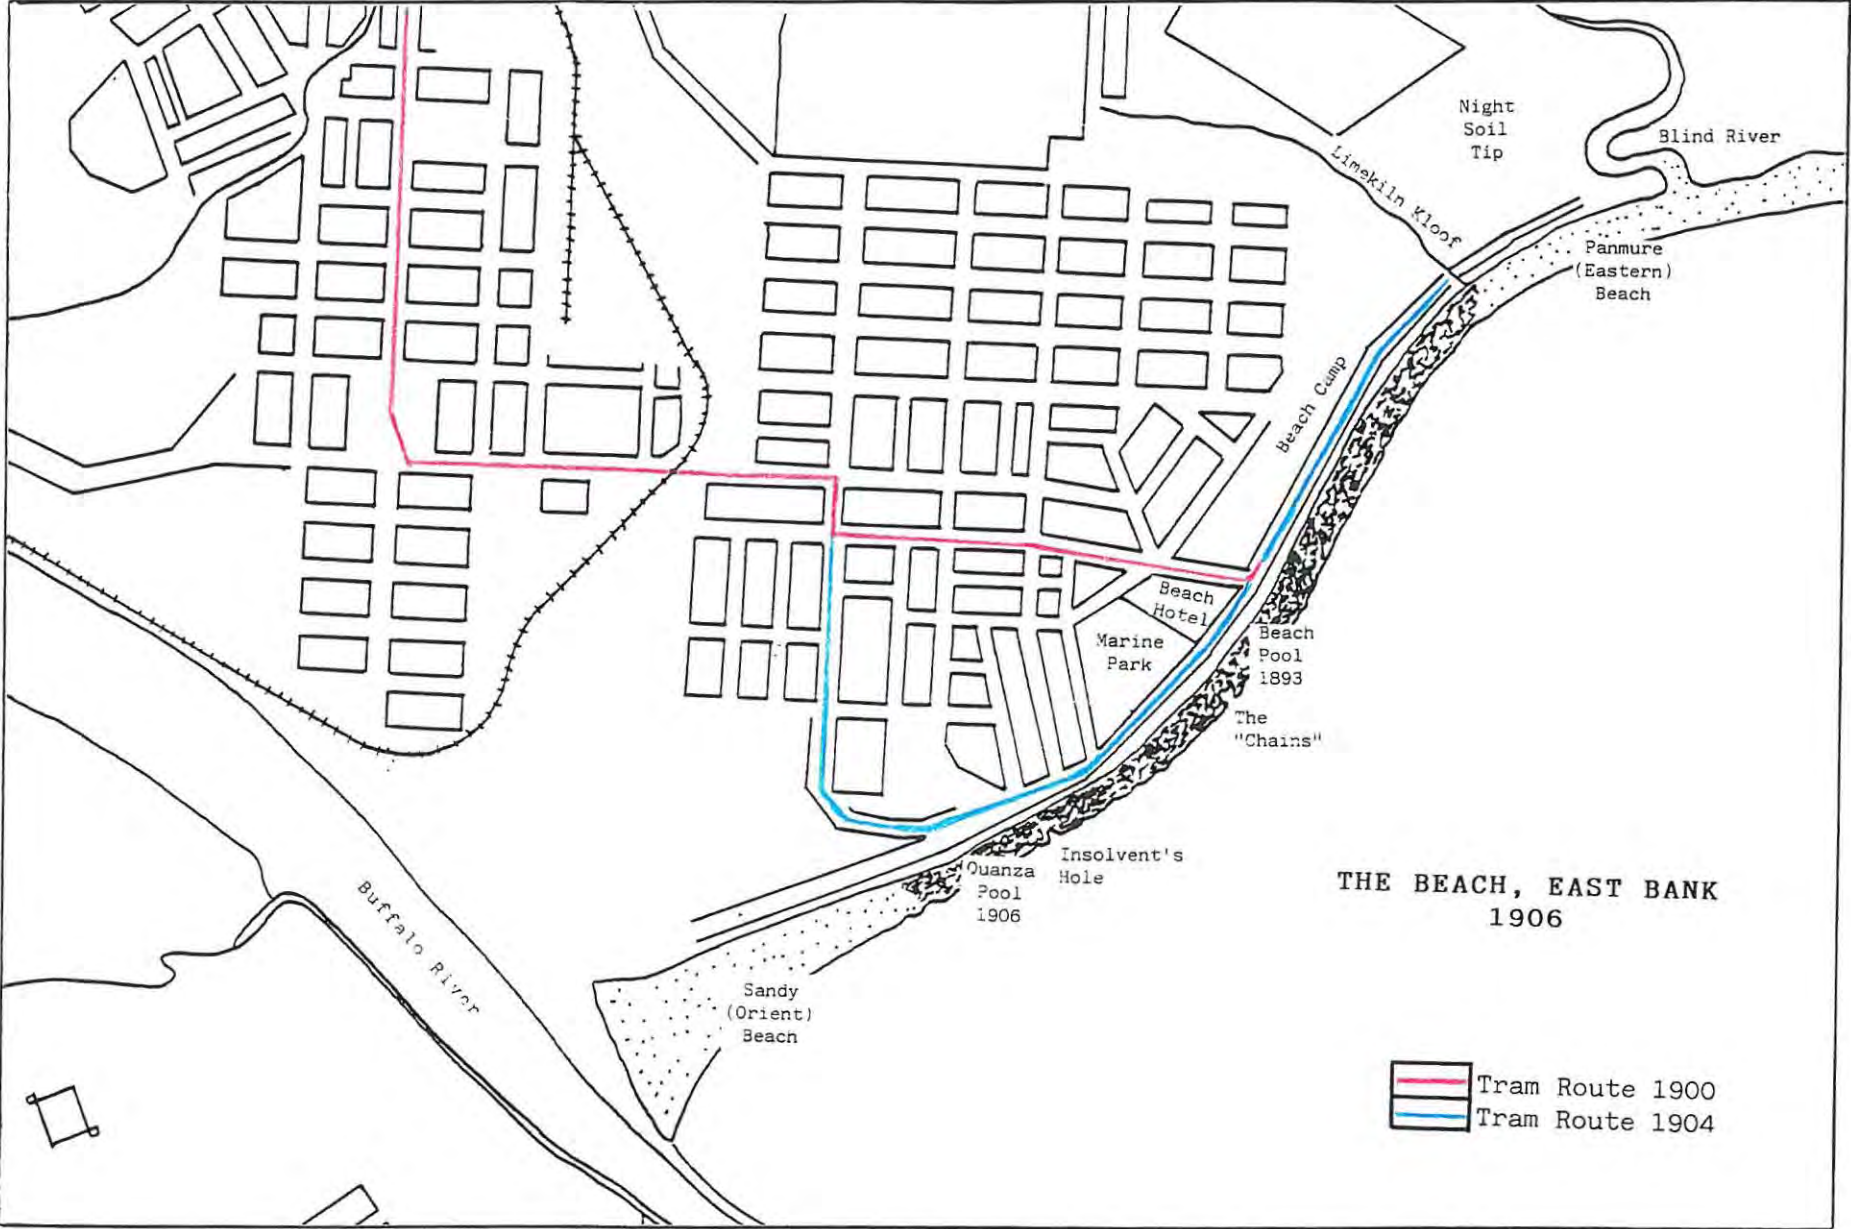 Night
Soil
Tip
Blind River
Limekiln Kloof
Panmure
(Eastern)
Beach
Beach Camp
Beach
Hotel
Marine
Park
Beach
Pool
1893
The
"Chains"
Insolvent's
Hole
Quanza
Pool
1906
Buffalo River
Sandy
(Orient)
Beach
THE BEACH, EAST BANK
1906
Tram Route 1900
Tram Route 1904